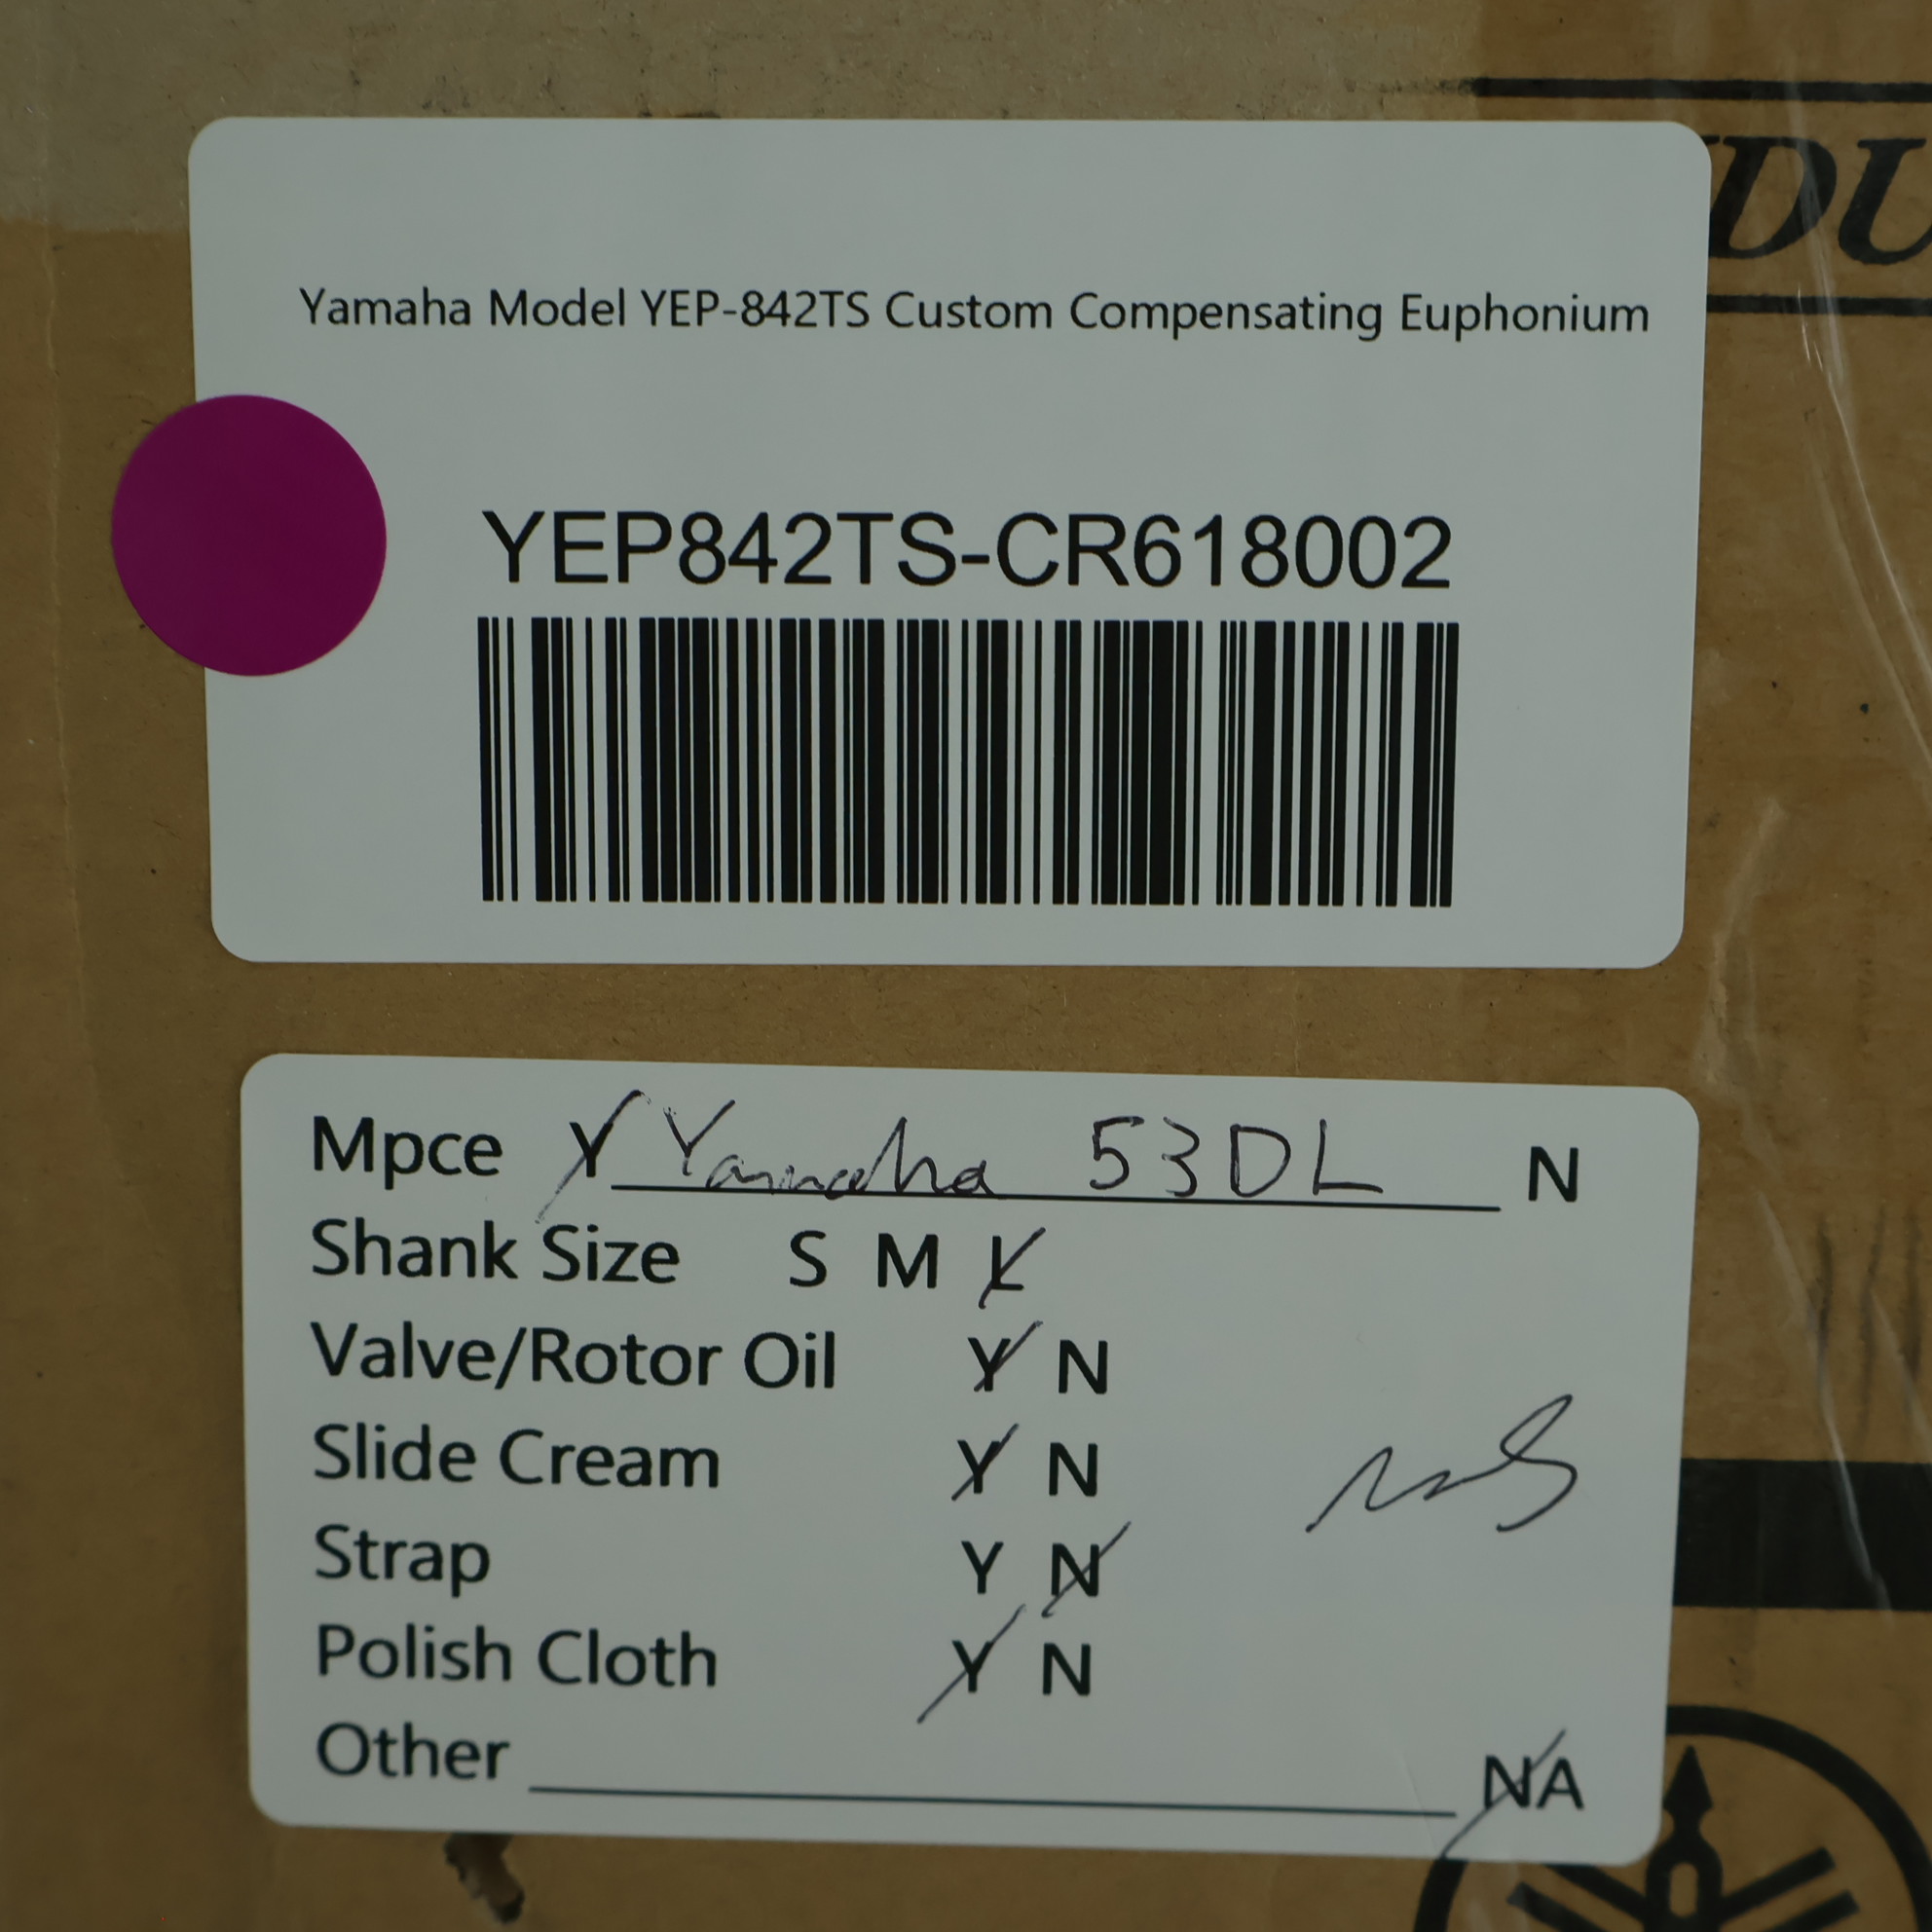 DU
Yamaha Model YEP-842TS Custom Compensating Euphonium
YEP842TS-CR618002
Mpce Y Yamaha 53DL N
Shank Size S M L
Valve/Rotor Oil Y N
Slide Cream Y N
Strap Y N
Polish Cloth Y N
Other NA